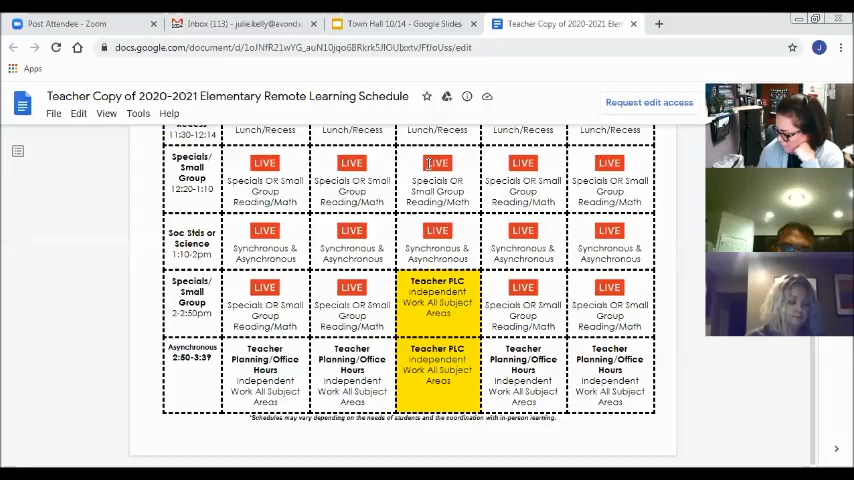 Post Attendee - Zoom
Inbox (113) - julie.kelly@avonda
Town Hall 10/14 - Google Slides
Teacher Copy of 2020-2021 Elem
docs.google.com/document/d/
/edit
J
Apps
Teacher Copy of 2020-2021 Elementary Remote Learning Schedule
Request edit access
File Edit View Tools Help
Recess
11:30-12:14
Lunch/Recess Lunch/Recess Lunch/Recess Lunch/Recess Lunch/Recess
Specials/
Small
Group
12:20-1:10
LIVE
Specials OR Small
Group
Reading/Math
LIVE
Specials OR Small
Group
Reading/Math
LIVE
Specials OR
Small Group
Reading/Math
LIVE
Specials OR Small
Group
Reading/Math
LIVE
Specials OR Small
Group
Reading/Math
Soc Stds or
Science
1:10-2pm
LIVE
Synchronous &
Asynchronous
LIVE
Synchronous &
Asynchronous
LIVE
Synchronous &
Asynchronous
LIVE
Synchronous &
Asynchronous
LIVE
Synchronous &
Asynchronous
Specials/
Small
Group
2-2:50pm
LIVE
Specials OR Small
Group
Reading/Math
LIVE
Specials OR Small
Group
Reading/Math
Teacher PLC
Independent
Work All Subject
Areas
LIVE
Specials OR Small
Group
Reading/Math
LIVE
Specials OR Small
Group
Reading/Math
Asynchronous
2:50-3:39
Teacher
Planning/Office
Hours
Independent
Work All Subject
Areas
Teacher
Planning/Office
Hours
Independent
Work All Subject
Areas
Teacher PLC
Independent
Work All Subject
Areas
Teacher
Planning/Office
Hours
Independent
Work All Subject
Areas
Teacher
Planning/Office
Hours
Independent
Work All Subject
Areas
*Schedules may vary depending on the needs of students and the coordination with in-person learning.